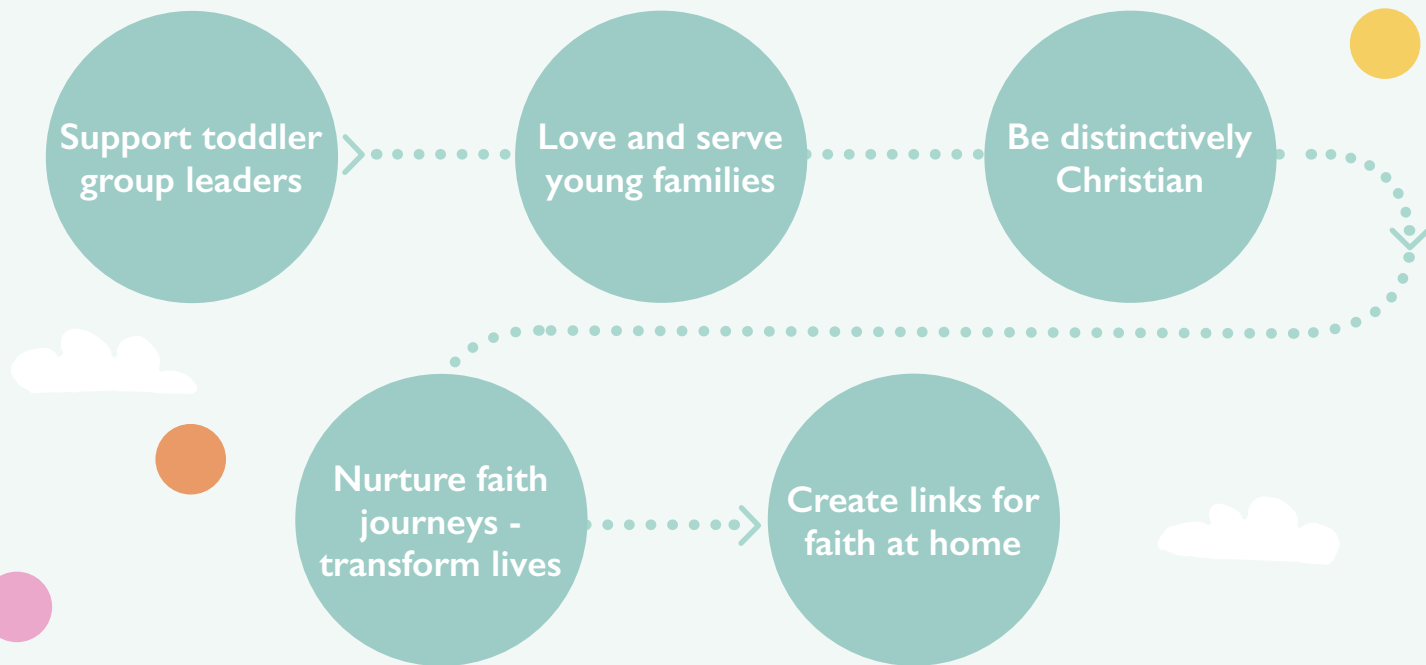 Support toddler
group leaders
Love and serve
young families
Be distinctively
Christian
Nurture faith
journeys -
transform lives
Create links for
faith at home